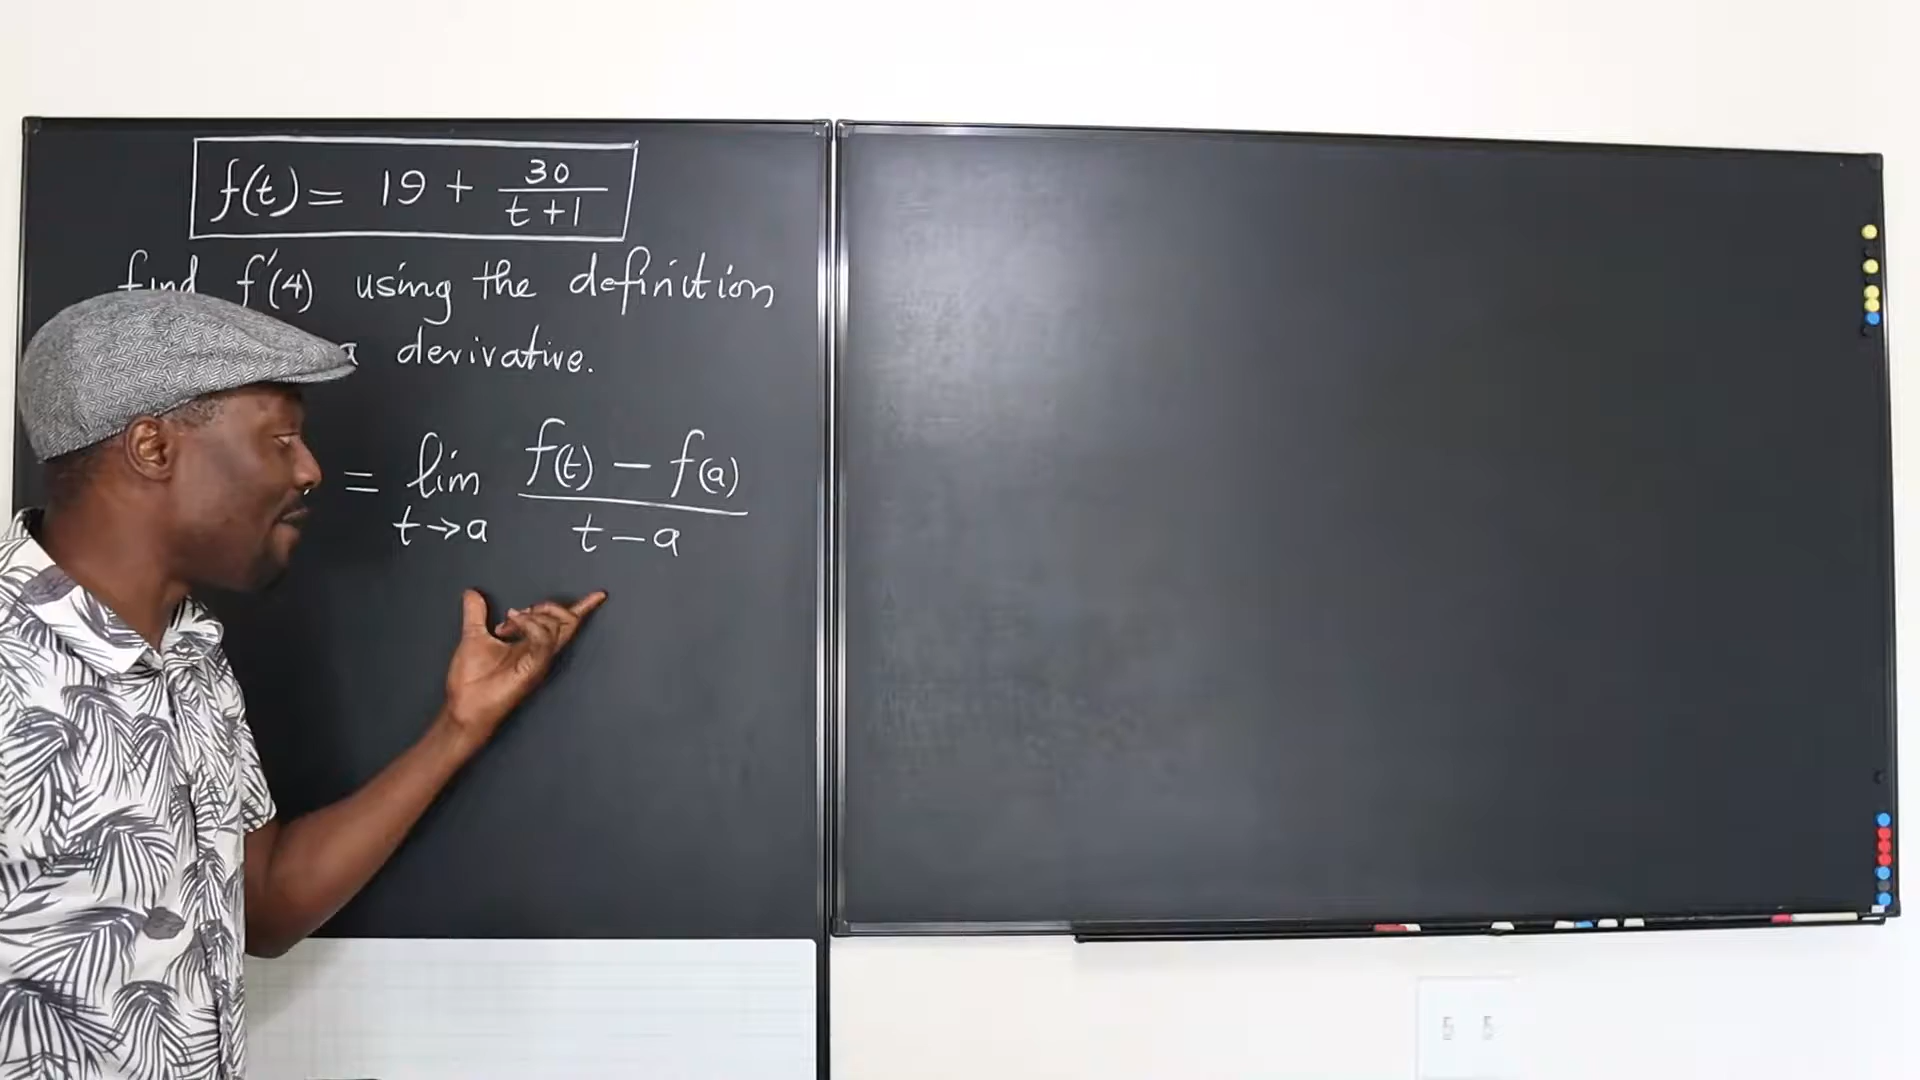 f(t) = 19 + 30/(t+1)
find f'(4) using the definition
a derivative.
= lim t→a (f(t) − f(a))/(t − a)